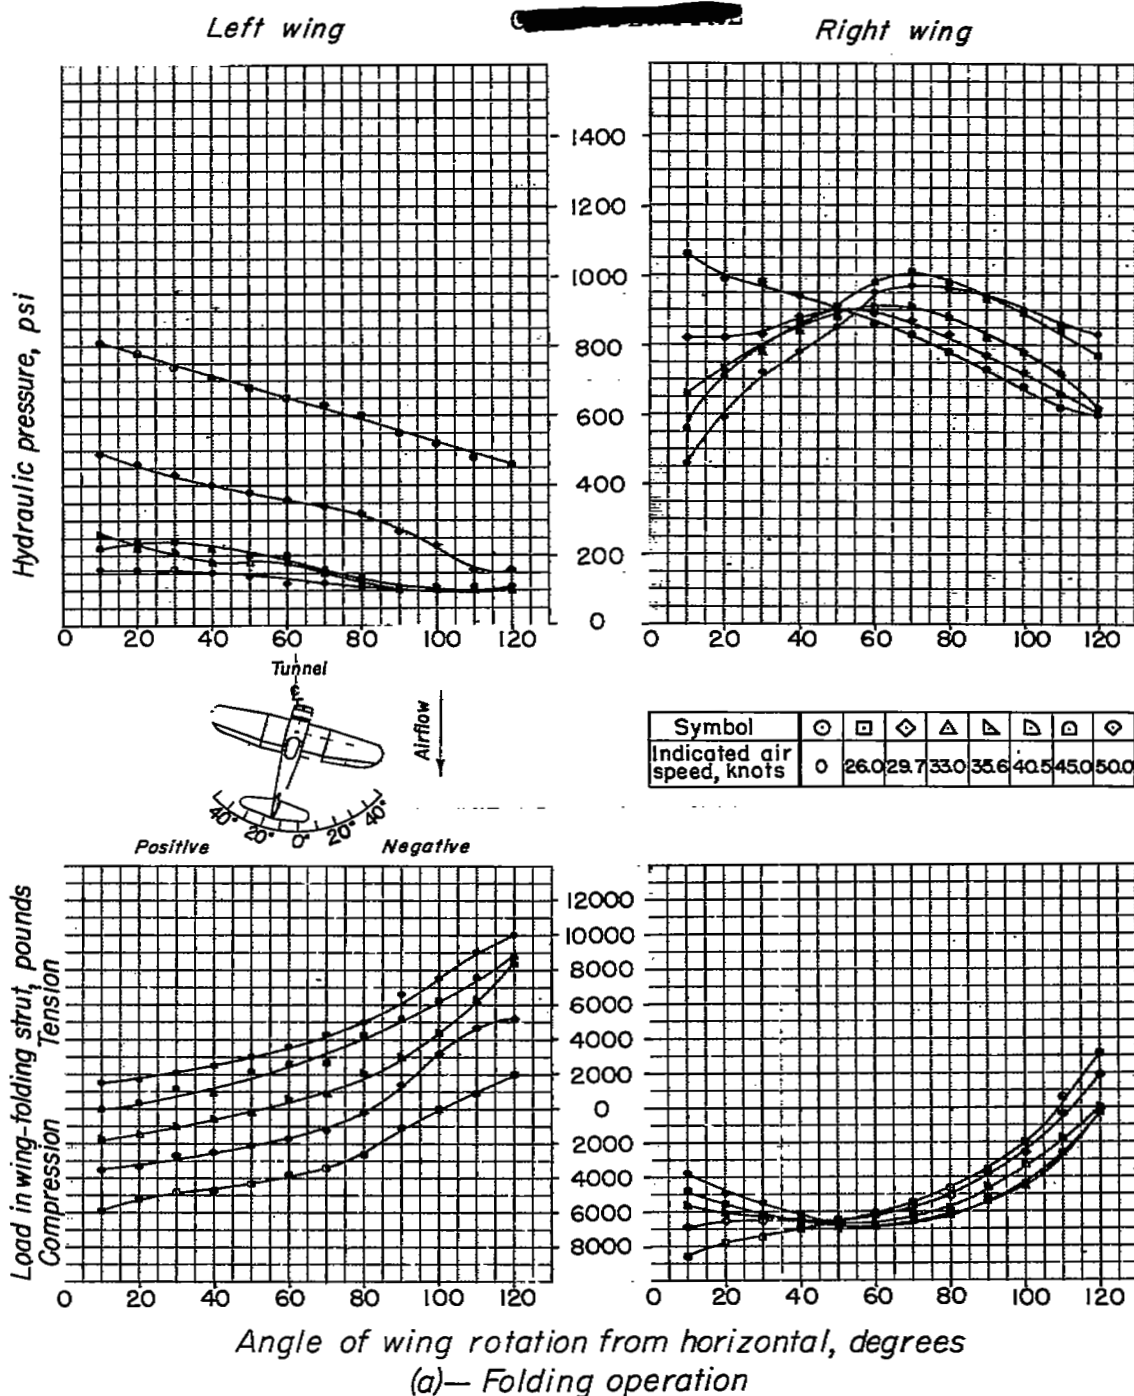 Left wing
Right wing
Hydraulic pressure, psi
1400
1200
1000
800
600
400
200
0
0 20 40 60 80 100 120
0 20 40 60 80 100 120
Tunnel
℄
Airflow
40° 20° 0° 20° 40°
Positive Negative
Symbol
Indicated air speed, knots 0 26.0 29.7 33.0 35.6 40.5 45.0 50.0
Load in wing-folding strut, pounds
Compression Tension
12000
10000
8000
6000
4000
2000
0
2000
4000
6000
8000
0 20 40 60 80 100 120
0 20 40 60 80 100 120
Angle of wing rotation from horizontal, degrees
(a)— Folding operation